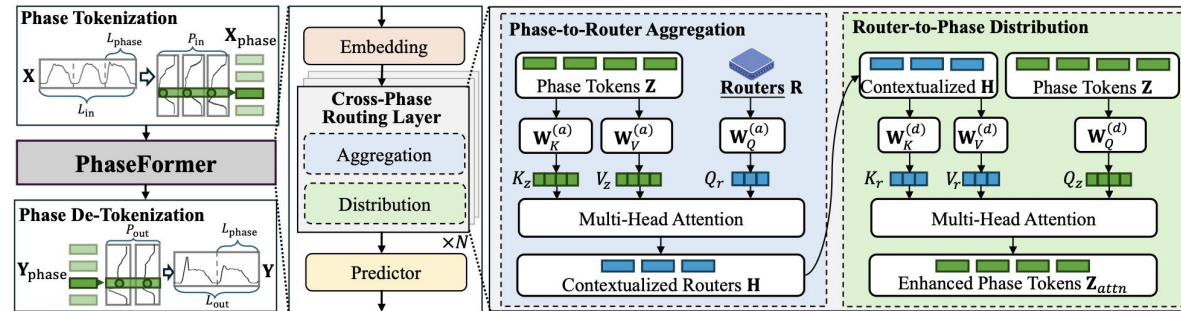 Phase Tokenization
L_phase
P_in
X_phase
X
L_in
PhaseFormer
Phase De-Tokenization
P_out
L_phase
Y_phase
Y
L_out
Embedding
Cross-Phase
Routing Layer
Aggregation
Distribution
×N
Predictor
Phase-to-Router Aggregation
Phase Tokens Z
Routers R
W_K^(a)
W_V^(a)
W_Q^(a)
K_z
V_z
Q_r
Multi-Head Attention
Contextualized Routers H
Router-to-Phase Distribution
Contextualized H
Phase Tokens Z
W_K^(d)
W_V^(d)
W_Q^(d)
K_r
V_r
Q_z
Multi-Head Attention
Enhanced Phase Tokens Z_attn